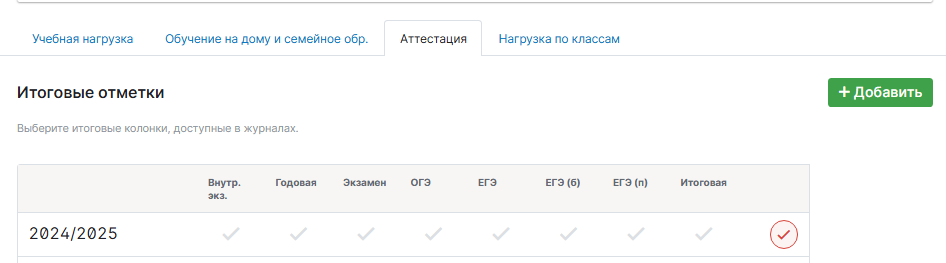 Учебная нагрузка Обучение на дому и семейное обр. Аттестация Нагрузка по классам
Итоговые отметки + Добавить
Выберите итоговые колонки, доступные в журналах.
Внутр. экз. Годовая Экзамен ОГЭ ЕГЭ ЕГЭ (б) ЕГЭ (п) Итоговая
2024/2025